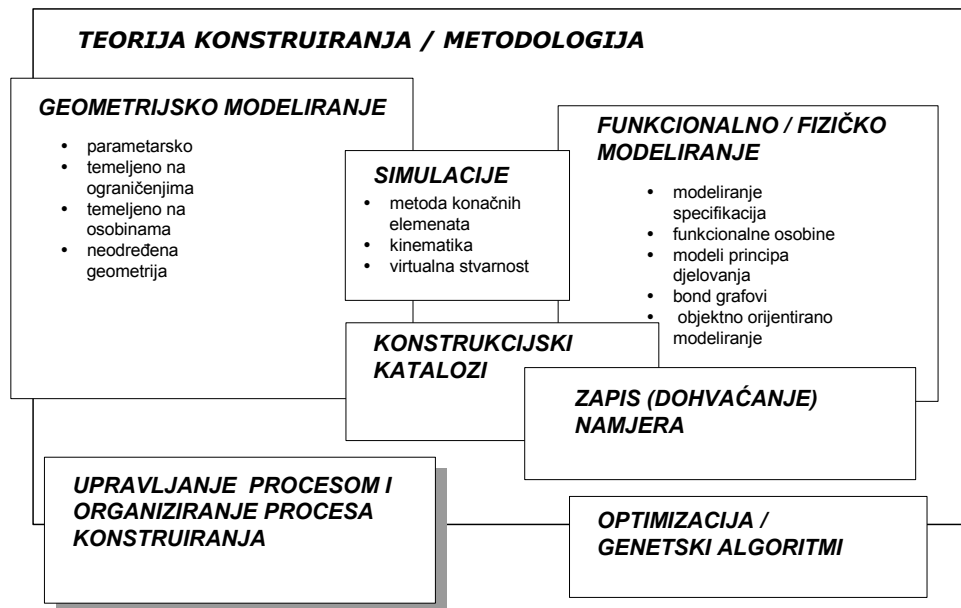 TEORIJA KONSTRUIRANJA / METODOLOGIJA
GEOMETRIJSKO MODELIRANJE
• parametarsko
• temeljeno na
ograničenjima
• temeljeno na
osobinama
• neodređena
geometrija
SIMULACIJE
• metoda konačnih
elemenata
• kinematika
• virtualna stvarnost
FUNKCIONALNO / FIZIČKO
MODELIRANJE
• modeliranje
specifikacija
• funkcionalne osobine
• modeli principa
djelovanja
• bond grafovi
• objektno orijentirano
modeliranje
KONSTRUKCIJSKI
KATALOZI
ZAPIS (DOHVAĆANJE)
NAMJERA
UPRAVLJANJE PROCESOM I
ORGANIZIRANJE PROCESA
KONSTRUIRANJA
OPTIMIZACIJA /
GENETSKI ALGORITMI